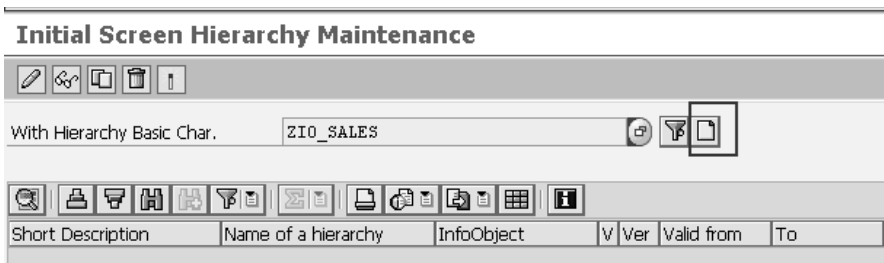 Initial Screen Hierarchy Maintenance
With Hierarchy Basic Char. ZIO_SALES
Short Description Name of a hierarchy InfoObject V Ver Valid from To